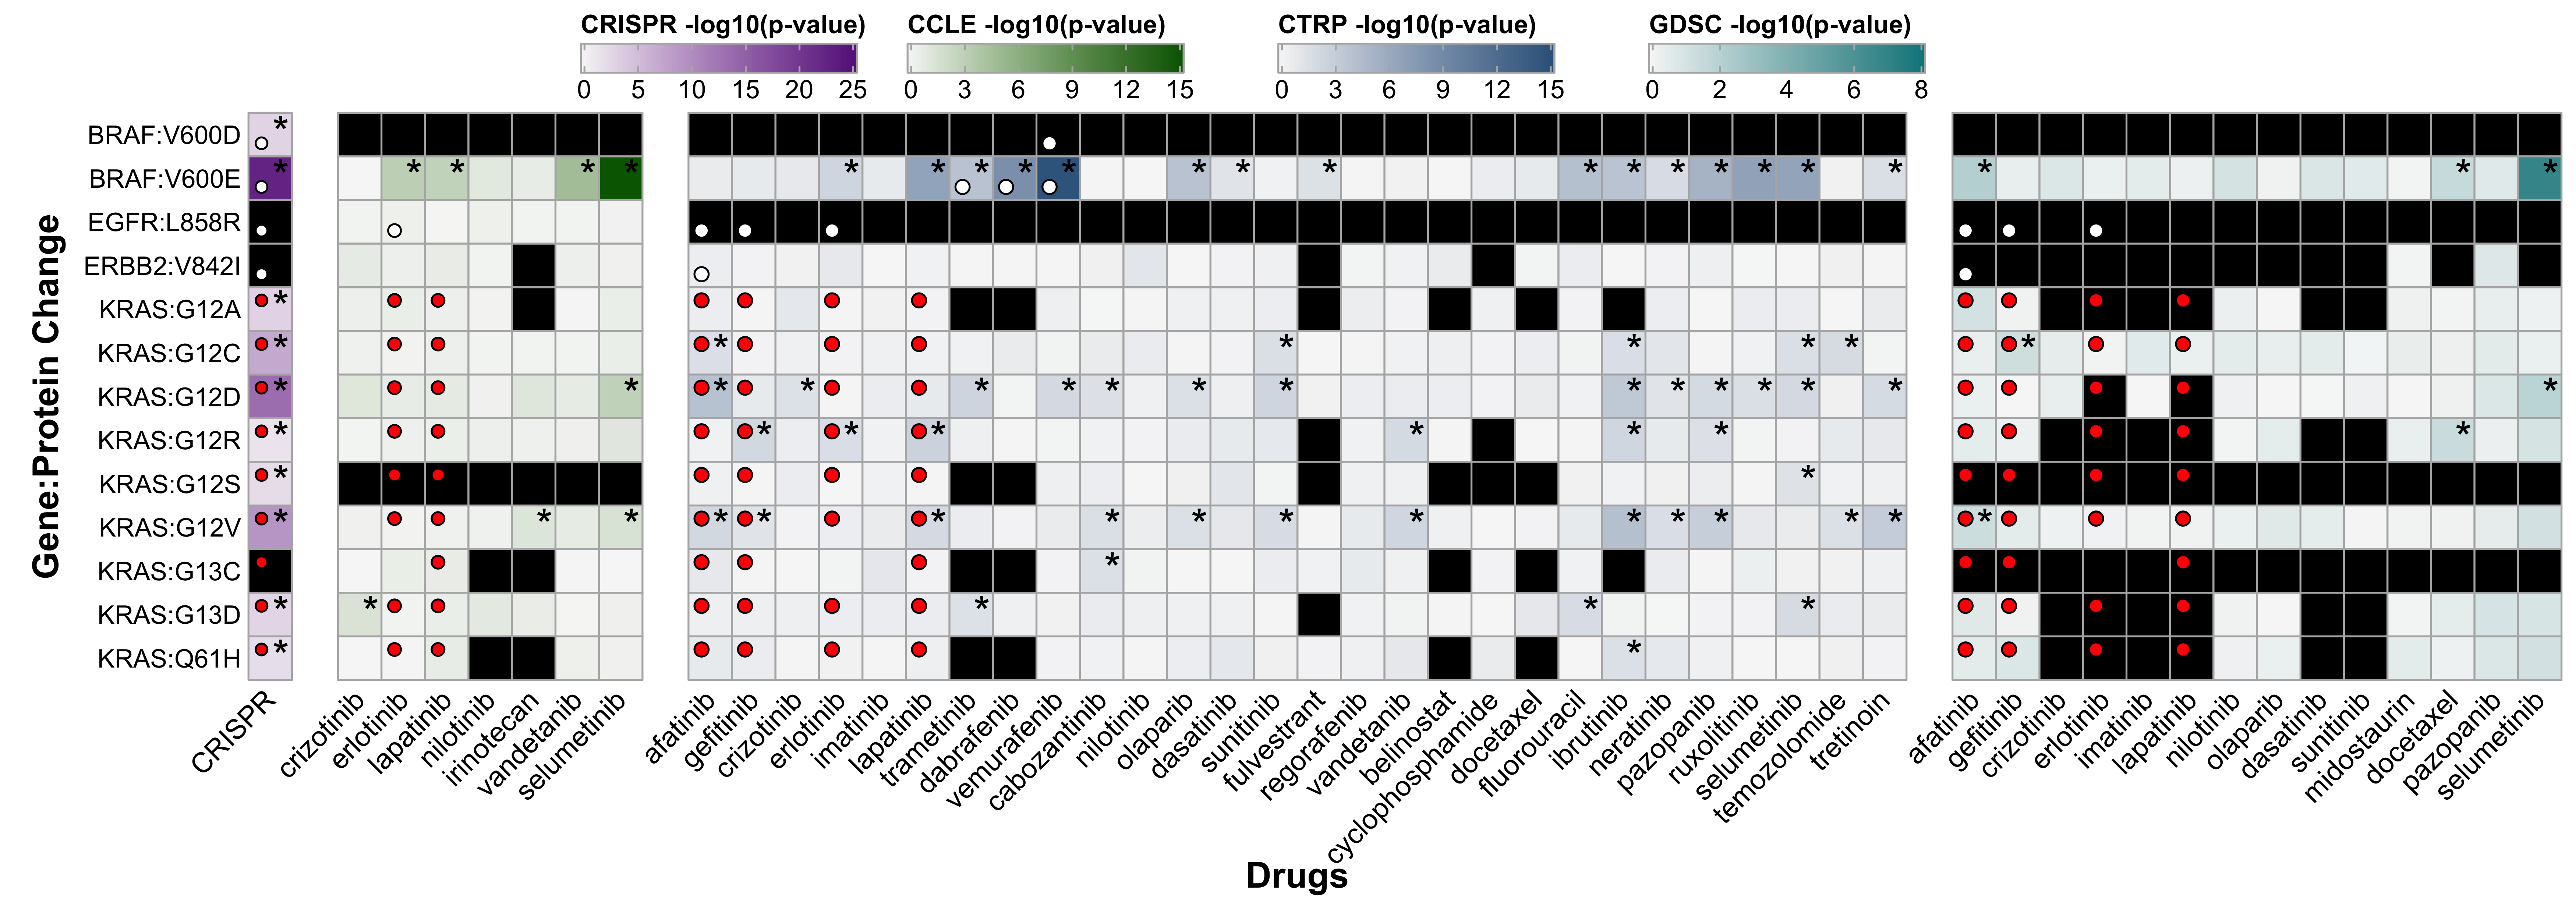 CRISPR -log10(p-value) CCLE -log10(p-value) CTRP -log10(p-value) GDSC -log10(p-value)
0 5 10 15 20 25 0 3 6 9 12 15 0 3 6 9 12 15 0 2 4 6 8
Gene:Protein Change
BRAF:V600D
BRAF:V600E
EGFR:L858R
ERBB2:V842I
KRAS:G12A
KRAS:G12C
KRAS:G12D
KRAS:G12R
KRAS:G12S
KRAS:G12V
KRAS:G13C
KRAS:G13D
KRAS:Q61H
CRISPR
crizotinib
erlotinib
lapatinib
nilotinib
irinotecan
vandetanib
selumetinib
afatinib
gefitinib
crizotinib
erlotinib
imatinib
lapatinib
trametinib
dabrafenib
vemurafenib
cabozantinib
nilotinib
olaparib
dasatinib
sunitinib
fulvestrant
regorafenib
vandetanib
belinostat
cyclophosphamide
docetaxel
fluorouracil
ibrutinib
neratinib
pazopanib
ruxolitinib
selumetinib
temozolomide
tretinoin
afatinib
gefitinib
crizotinib
erlotinib
imatinib
lapatinib
nilotinib
olaparib
dasatinib
sunitinib
midostaurin
docetaxel
pazopanib
selumetinib
Drugs